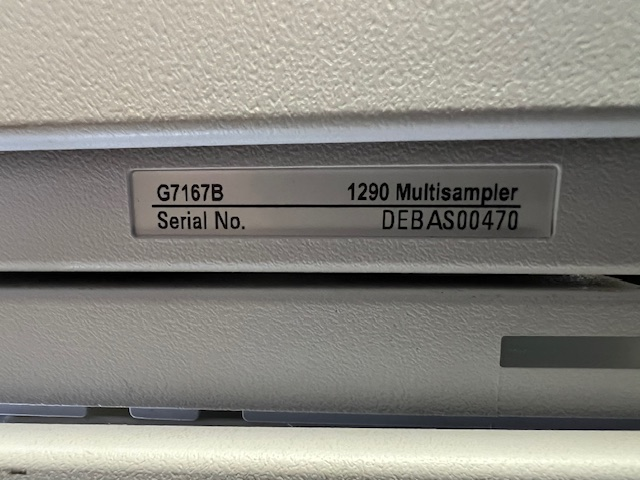 G7167B 1290 Multisampler
Serial No. DEBAS00470